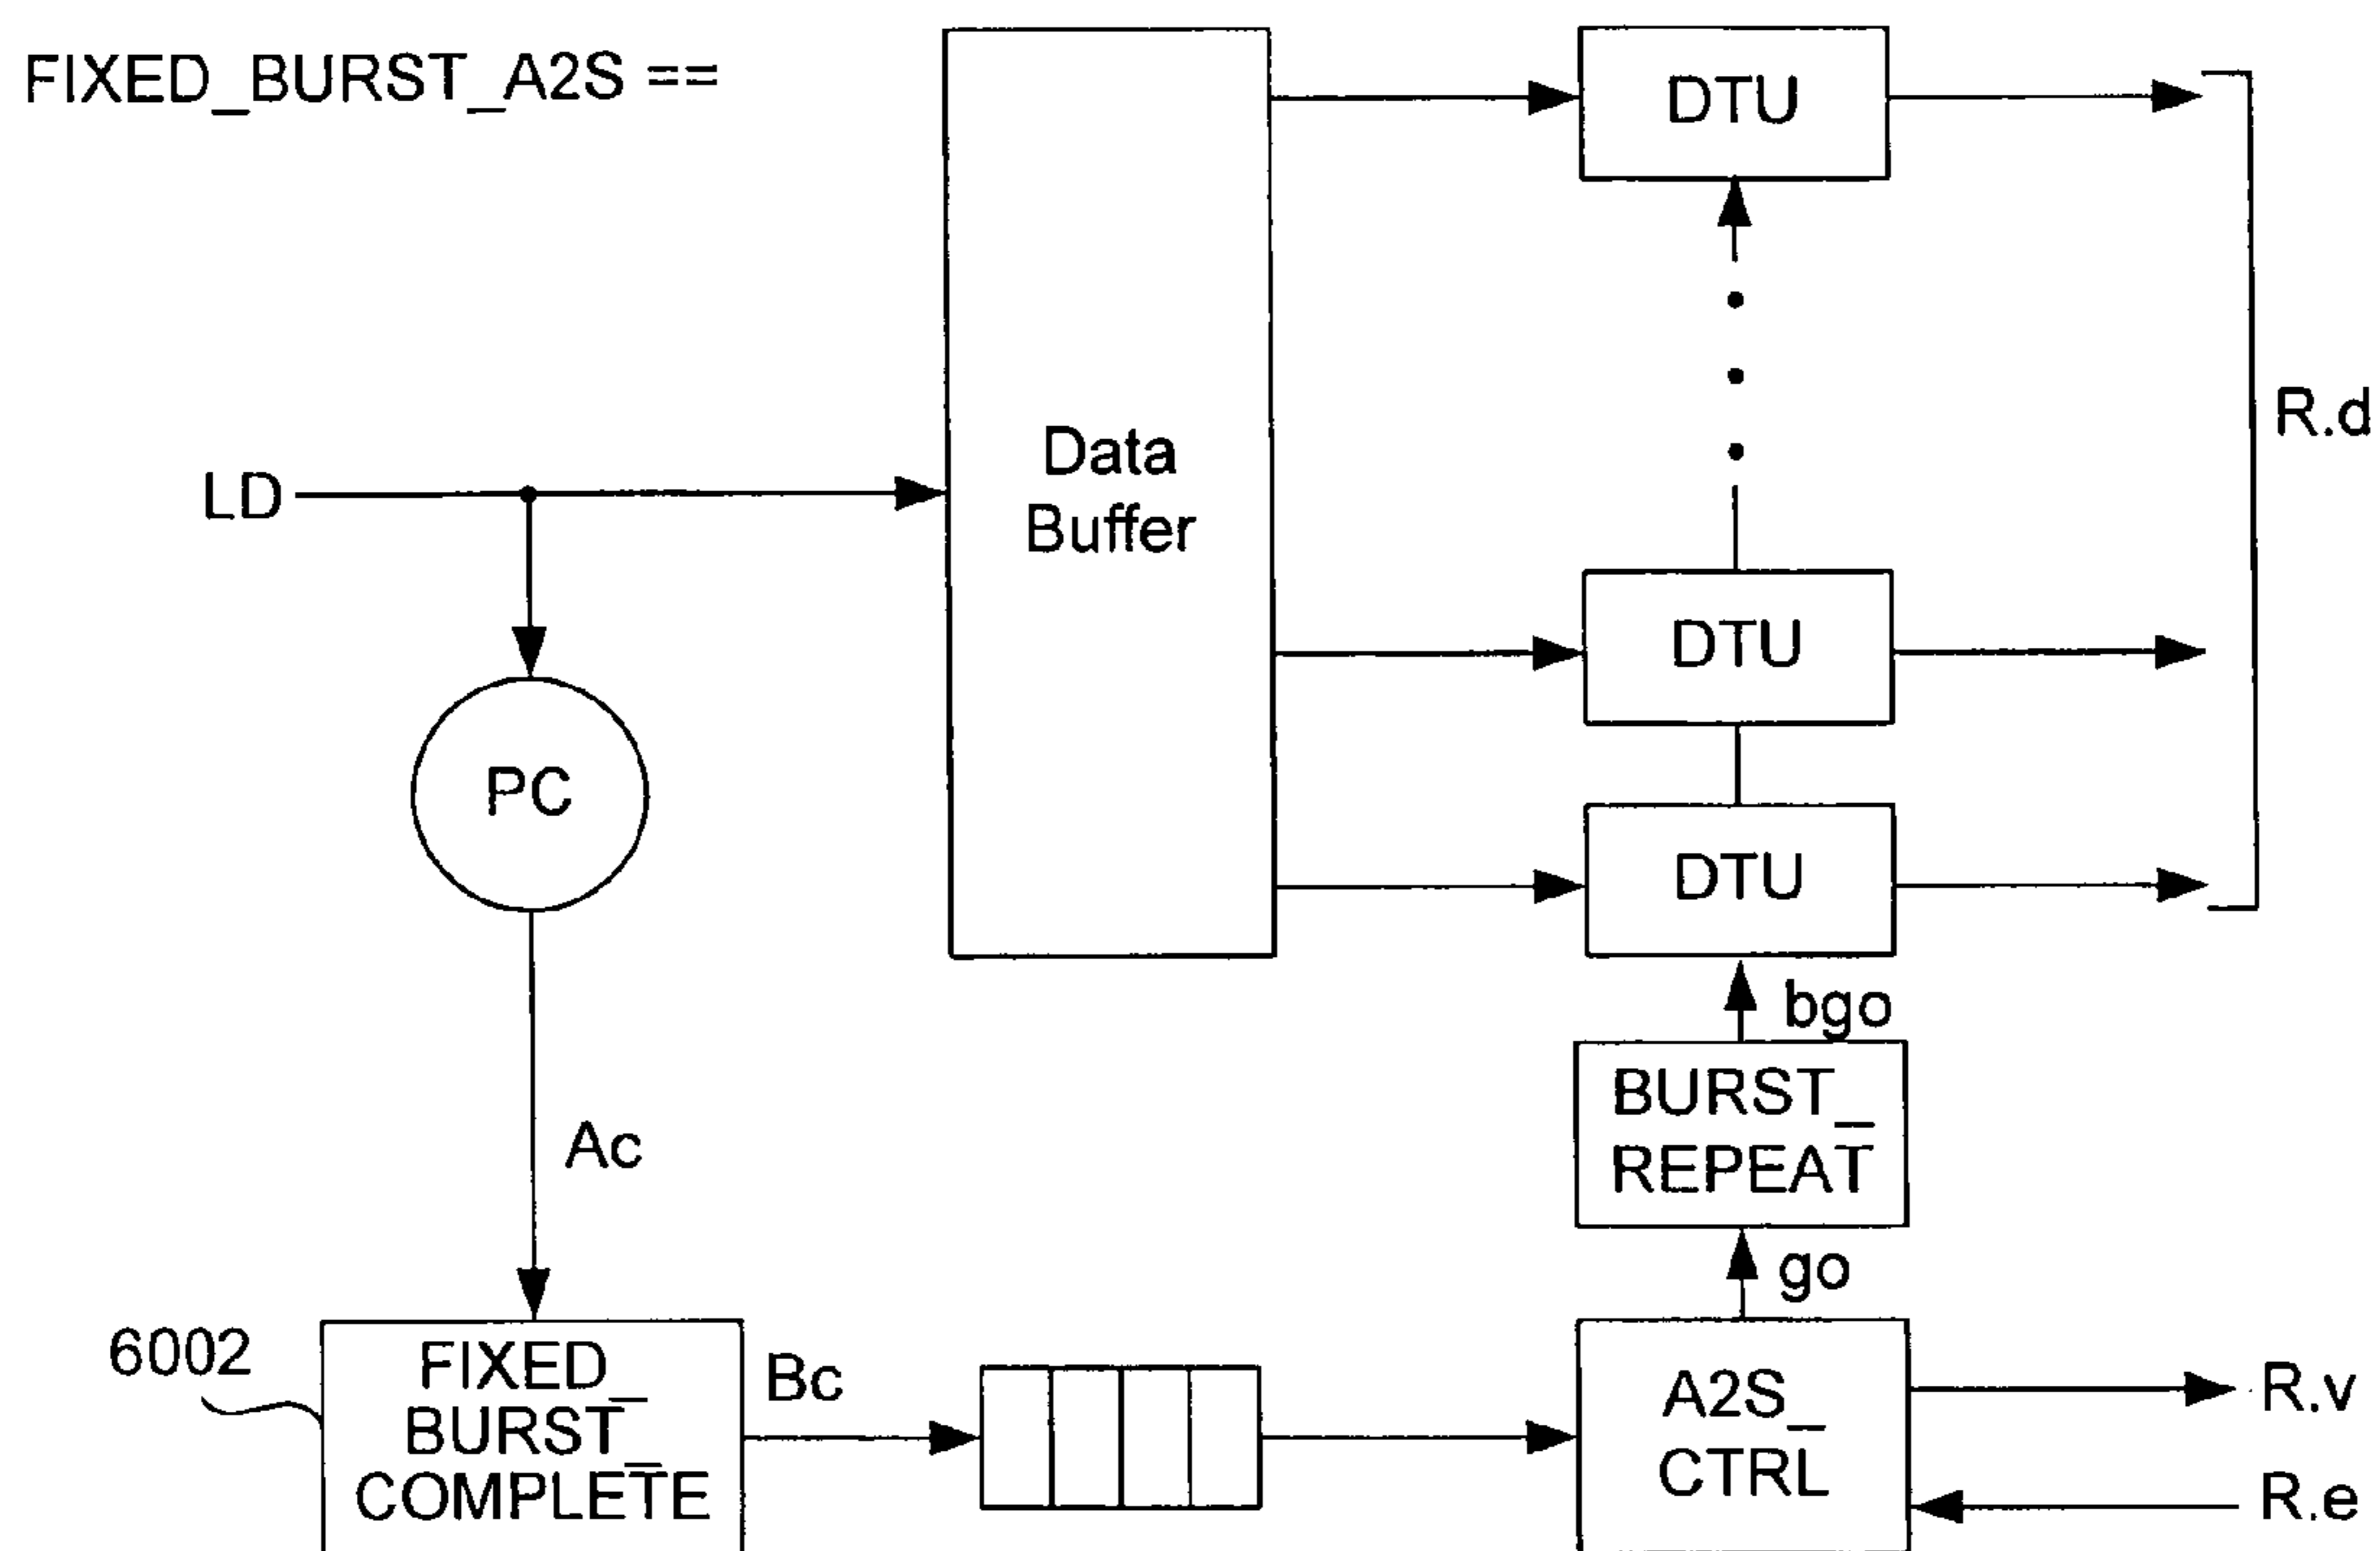 FIXED_BURST_A2S ==
DTU
R.d
Data
Buffer
LD
DTU
PC
DTU
bgo
BURST_
REPEAT
Ac
go
6002
FIXED_
BURST_
COMPLETE
Bc
A2S_
CTRL
R.v
R.e